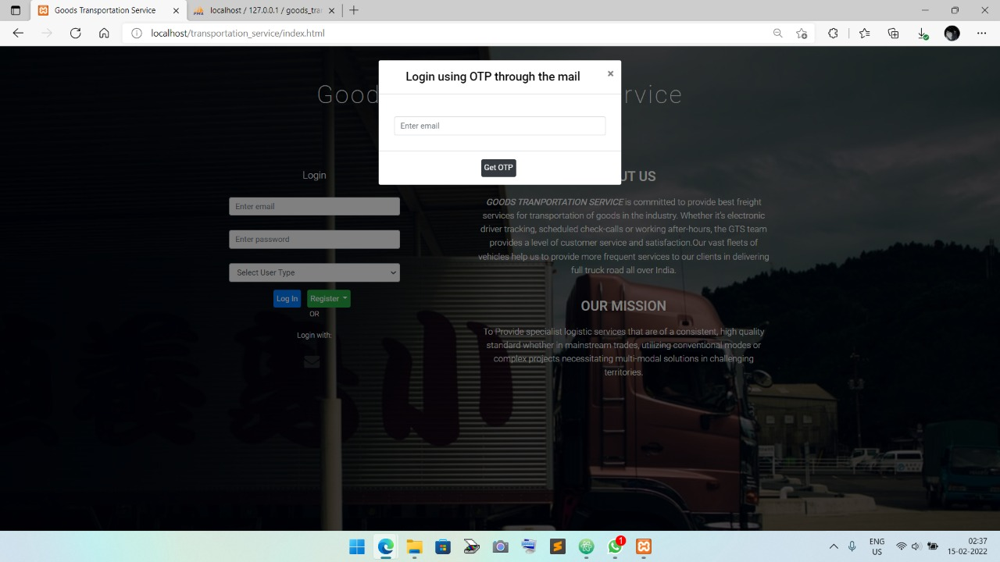 Goods Transportation Service
localhost / 127.0.0.1 / goods_tra
localhost/transportation_service/index.html
Login using OTP through the mail
×
Good
rvice
Enter email
Get OTP
Login
UT US
Enter email
Enter password
Select User Type
Log In
Register
OR
Login with:
GOODS TRANPORTATION SERVICE is committed to provide best freight
services for transportation of goods in the industry. Whether it's electronic
driver tracking, scheduled check-calls or working after-hours, the GTS team
provides a level of customer service and satisfaction.Our vast fleets of
vehicles help us to provide more frequent services to our clients in delivering
full truck road all over India.
OUR MISSION
To Provide specialist logistic services that are of a consistent, high quality
standard whether in mainstream trades, utilizing conventional modes or
complex projects necessitating multi-modal solutions in challenging
territories.
1
ENG
US
02:37
15-02-2022